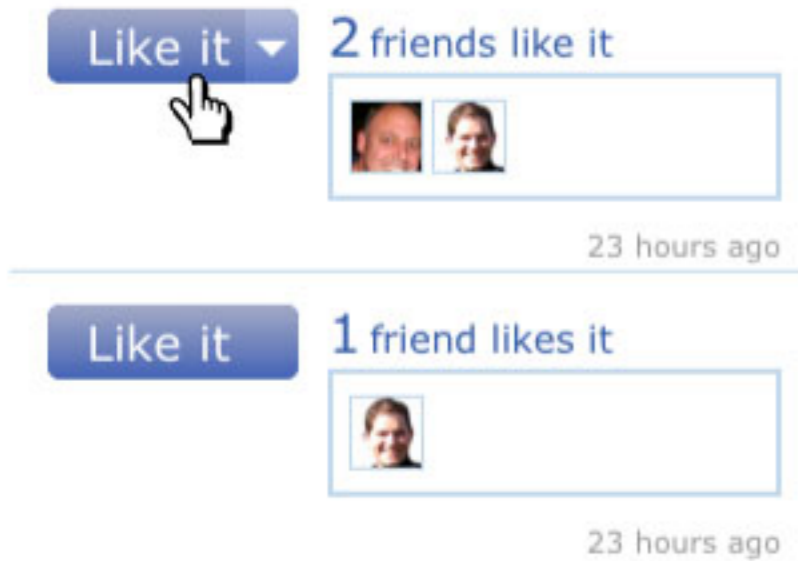 Like it
2 friends like it
23 hours ago
Like it
1 friend likes it
23 hours ago